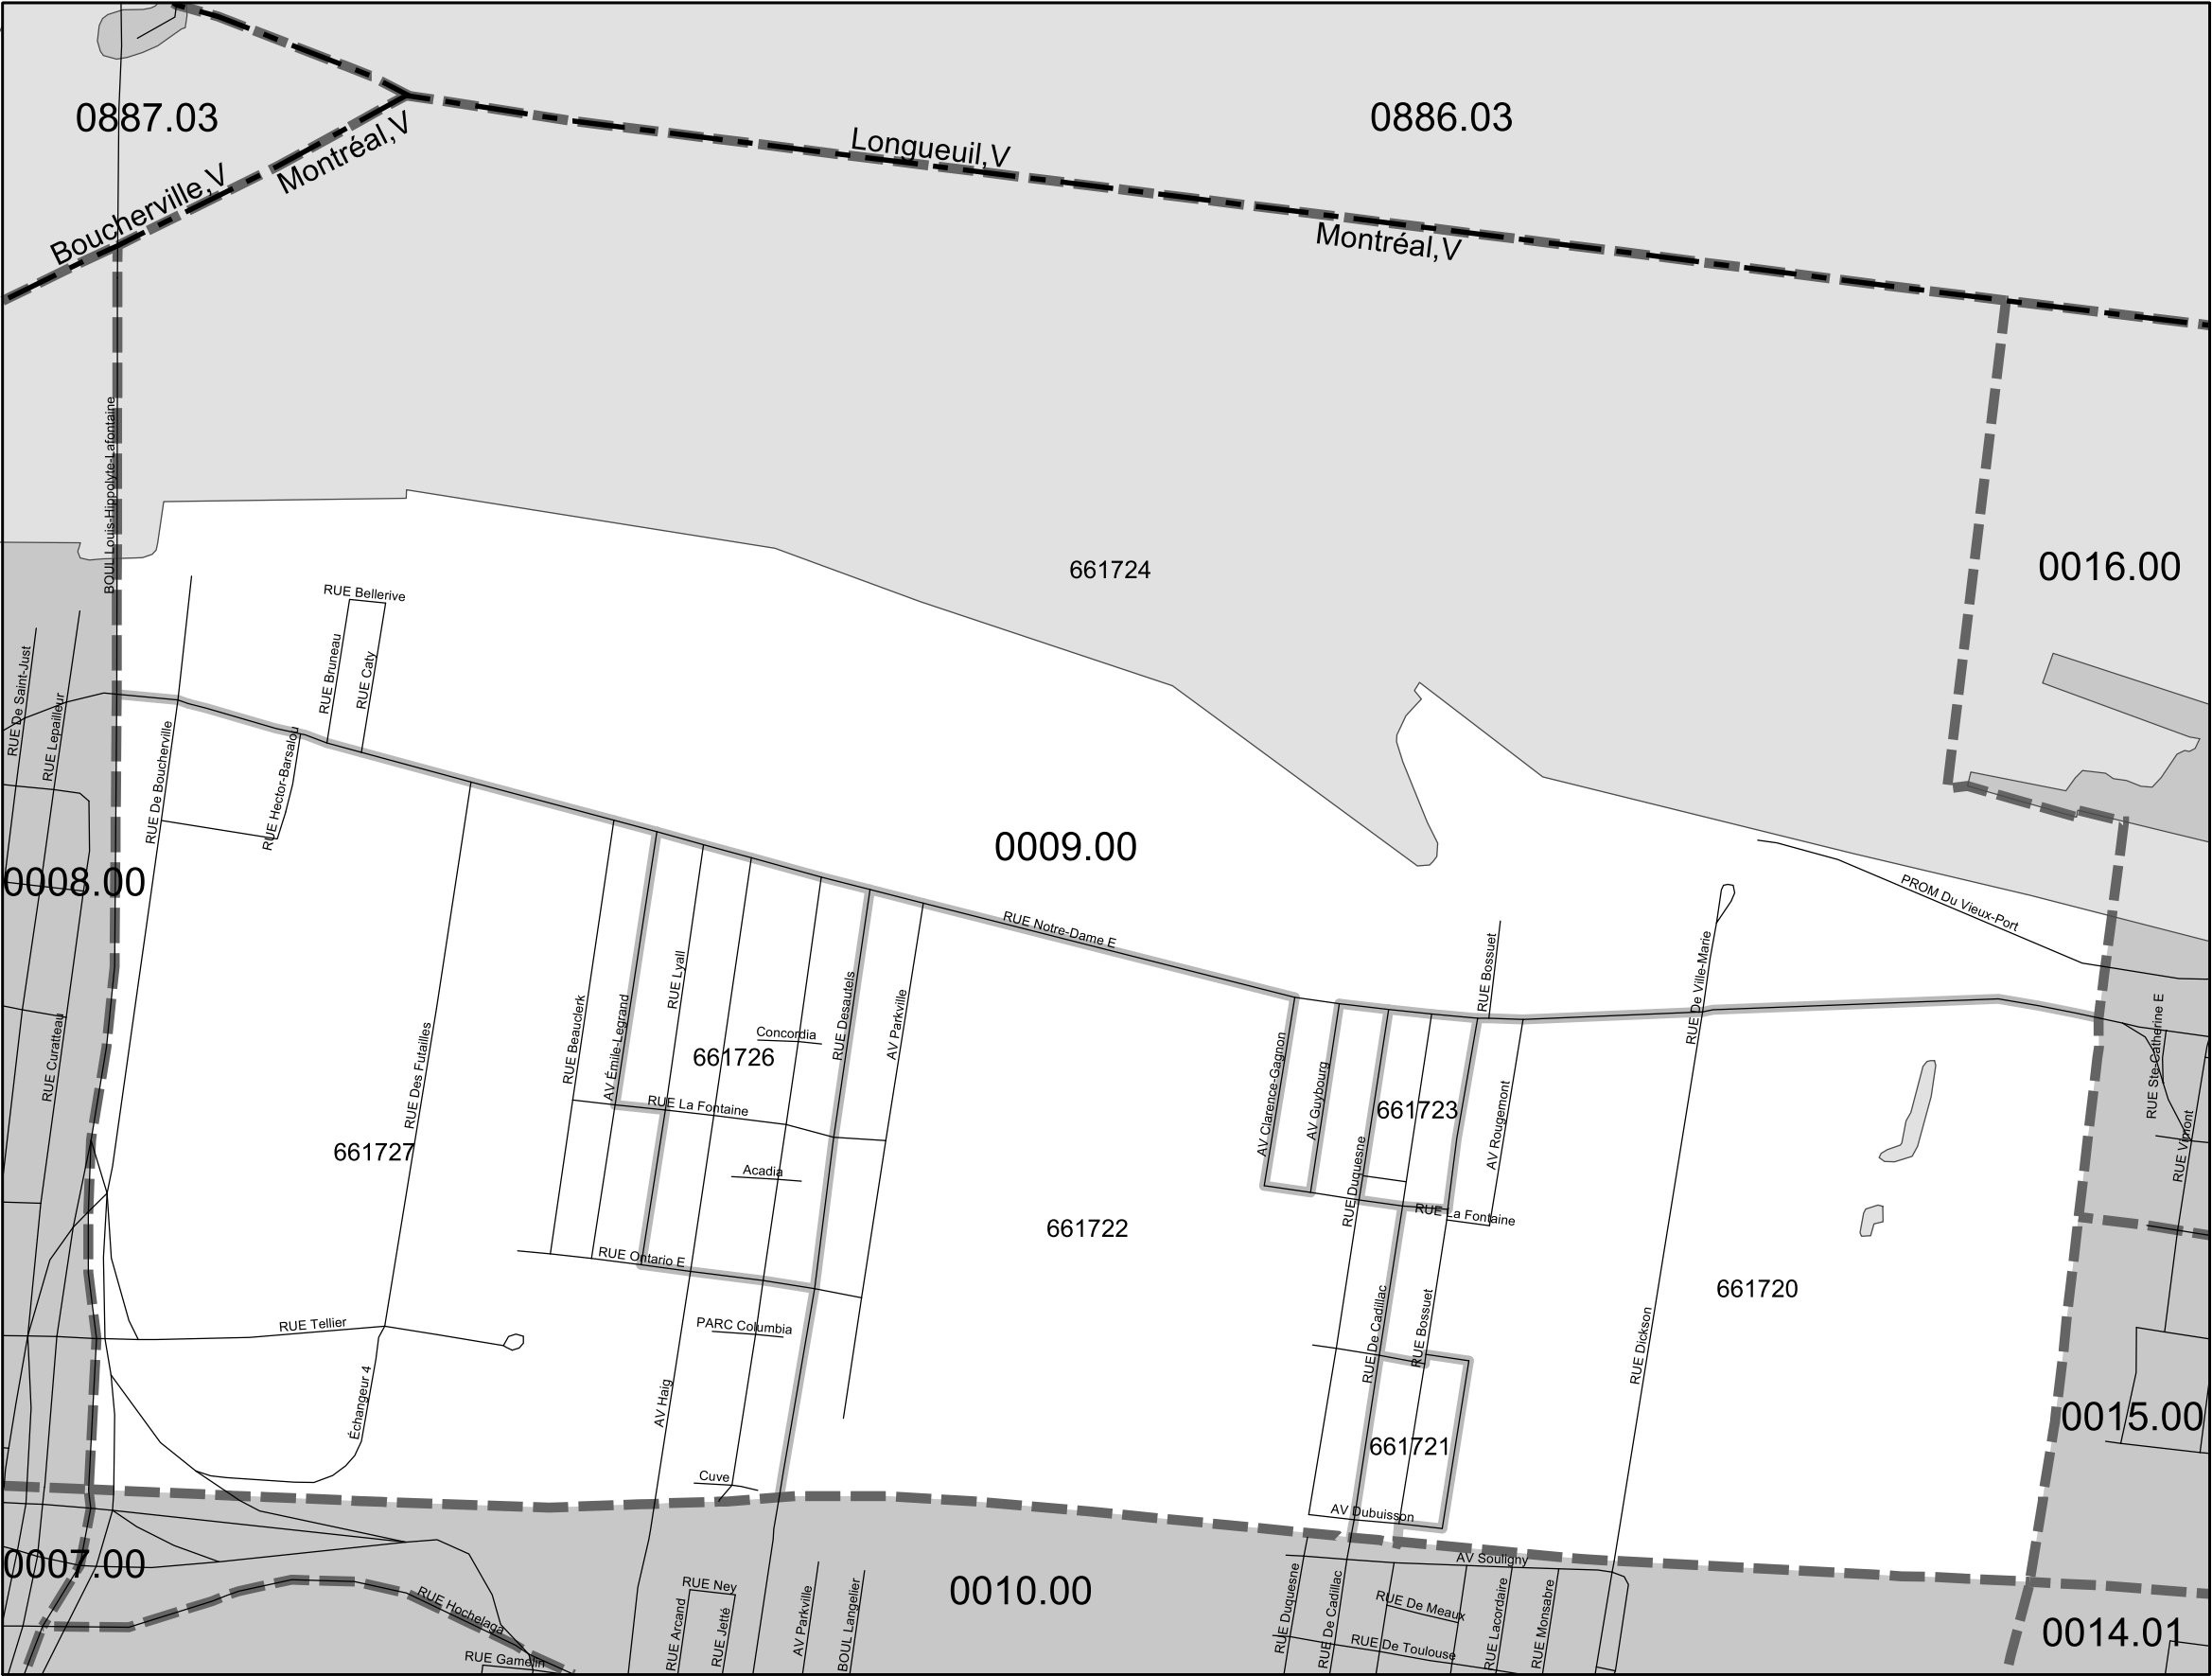 0887.03
0886.03
Boucherville,V
Montréal,V
Longueuil,V
Montréal,V
BOUL Louis-Hippolyte-Lafontaine
661724
0016.00
RUE Bellerive
RUE Bruneau
RUE Caty
RUE De Saint-Just
RUE Lepailleur
RUE De Boucherville
RUE Hector-Barsalou
0008.00
0009.00
PROM Du Vieux-Port
RUE Notre-Dame E
RUE Curatteau
RUE Des Futailles
RUE Beauclerk
AV Émile-Legrand
RUE Lyall
Concordia
661726
RUE Desautels
AV Parkville
RUE La Fontaine
AV Clarence-Gagnon
AV Guybourg
RUE Duquesne
661723
RUE Bossuet
AV Rougemont
RUE De Ville-Marie
RUE Ste-Catherine E
RUE Viront
661727
Acadia
661722
RUE La Fontaine
661720
RUE Ontario E
RUE Tellier
PARC Columbia
RUE De Cadillac
RUE Bossuet
RUE Dickson
Échangeur 4
AV Haig
661721
0015.00
Cuve
AV Dubuisson
0007.00
0010.00
AV Souligny
RUE Hochelaga
RUE Gamelin
RUE Ney
RUE Arcand
RUE Jetté
AV Parkville
BOUL Langelier
RUE Duquesne
RUE De Cadillac
RUE De Meaux
RUE De Toulouse
RUE Lacordaire
RUE Monsabre
0014.01